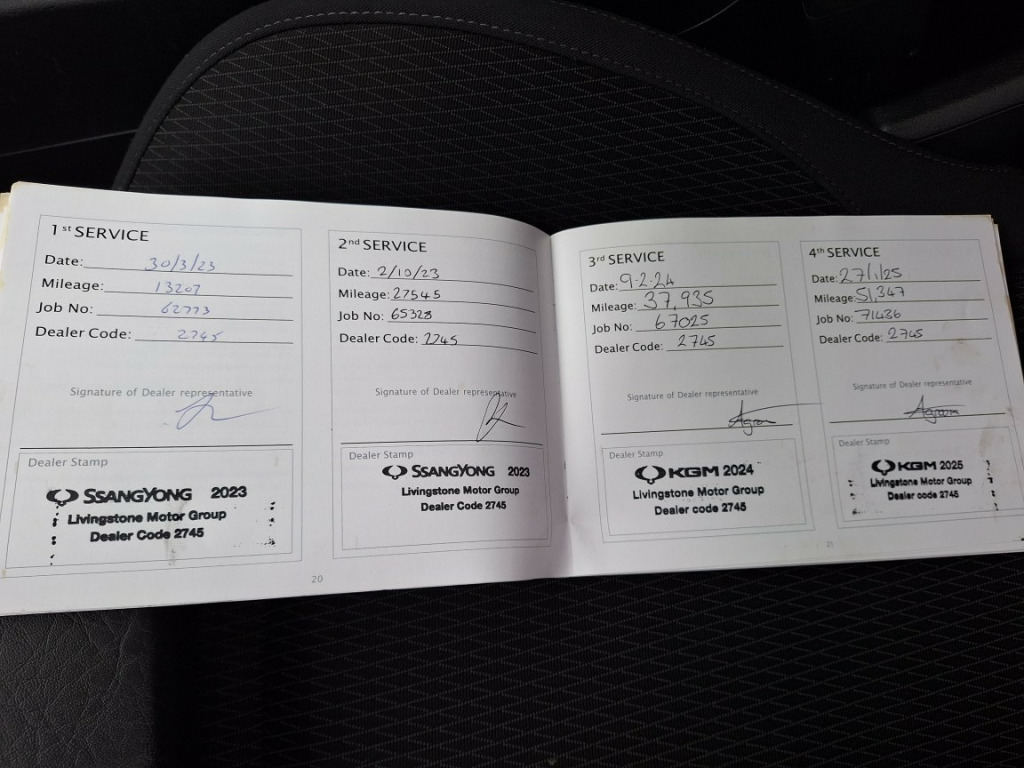 1st SERVICE
Date: 30/3/23
Mileage: 13207
Job No: 62773
Dealer Code: 2745
Signature of Dealer representative
Dealer Stamp
SSANGYONG 2023
Livingstone Motor Group
Dealer Code 2745
20
2nd SERVICE
Date: 2/10/23
Mileage: 27545
Job No: 65328
Dealer Code: 2745
Signature of Dealer representative
Dealer Stamp
SSANGYONG 2023
Livingstone Motor Group
Dealer Code 2745
3rd SERVICE
Date: 9.2.24
Mileage: 37,935
Job No: 67025
Dealer Code: 2745
Signature of Dealer representative
Dealer Stamp
KGM 2024
Livingstone Motor Group
Dealer code 2745
4th SERVICE
Date: 27/1/25
Mileage: 51,347
Job No: 71436
Dealer Code: 2745
Signature of Dealer representative
Dealer Stamp
KGM 2025
Livingstone Motor Group
Dealer code 2745
21